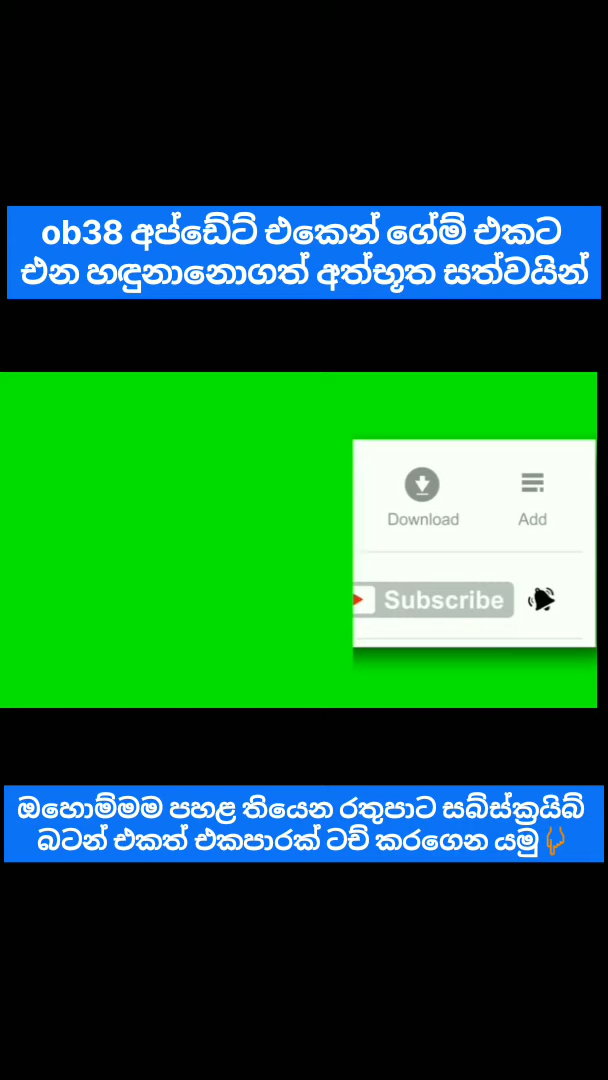 ob38 අප්ඩේට් එකෙන් ගේම් එකට
එන හඳුනානොගත් අත්භූත සත්වයින්
Download Add
Subscribe
ඔහොම්මම පහළ තියෙන රතුපාට සබ්ස්ක්‍රයිබ්
බටන් එකත් එකපාරක් ටච් කරගෙන යමු👇